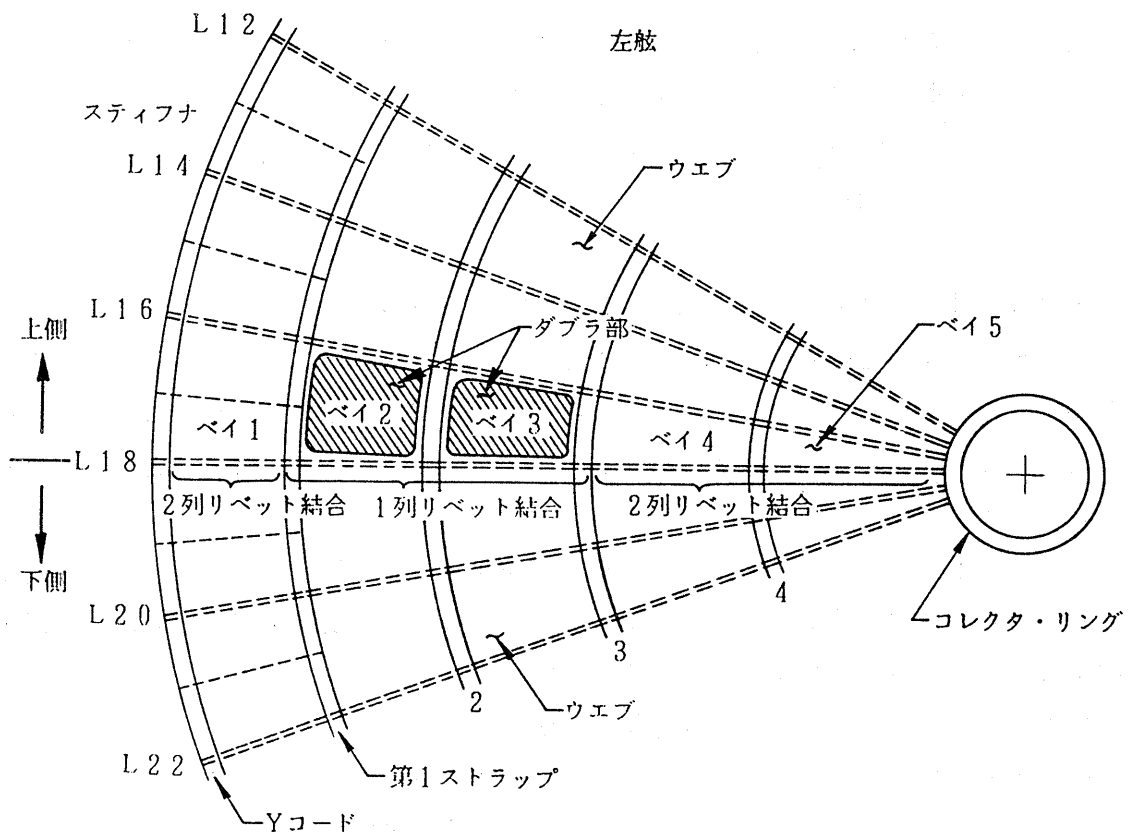 左舷
L12
スティフナ
L14
ウエブ
L16
上側
ダブラ部
ベイ5
ベイ1
ベイ2
ベイ3
ベイ4
L18
2列リベット結合
1列リベット結合
2列リベット結合
下側
L20
4
コレクタ・リング
3
2
ウエブ
L22
第1ストラップ
Yコード